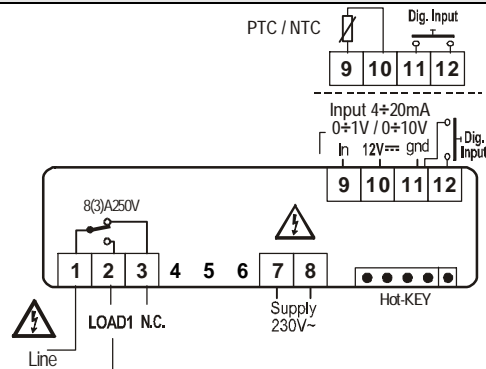 PTC / NTC
Dig. Input
9 10 11 12
Input 4÷20mA
0÷1V / 0÷10V
In 12V⎓ gnd
Dig.
Input
9 10 11 12
8(3)A250V
1 2 3 4 5 6 7 8
LOAD1 N.C.
Supply
230V~
Hot-KEY
Line